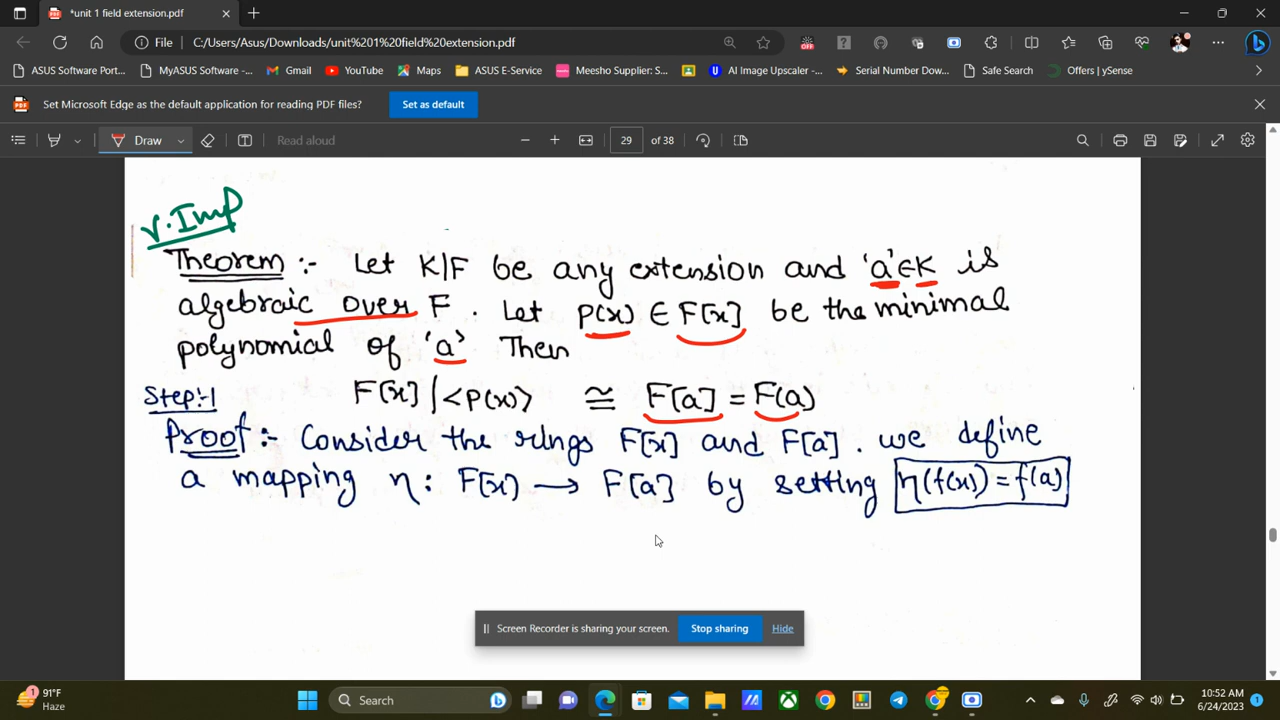 *unit 1 field extension.pdf
File C:/Users/Asus/Downloads/unit%201%20field%20extension.pdf
ASUS Software Port... MyASUS Software -... Gmail YouTube Maps ASUS E-Service Meesho Supplier: S... AI Image Upscaler -... Serial Number Dow... Safe Search Offers | ySense
Set Microsoft Edge as the default application for reading PDF files? Set as default
Draw Read aloud 29 of 38
V. Imp
Theorem :- Let K|F be any extension and 'a'∈K is
algebraic over F . Let P(x) ∈ F[x] be the minimal
polynomial of 'a' Then
F[x] | <P(x)> ≅ F[a] = F(a)
Step:-1
Proof :- Consider the rings F[x] and F[a] . we define
a mapping η : F[x] → F[a] by setting η(f(x)) = f(a)
Screen Recorder is sharing your screen. Stop sharing Hide
1 91°F
Haze
Search
10:52 AM
6/24/2023